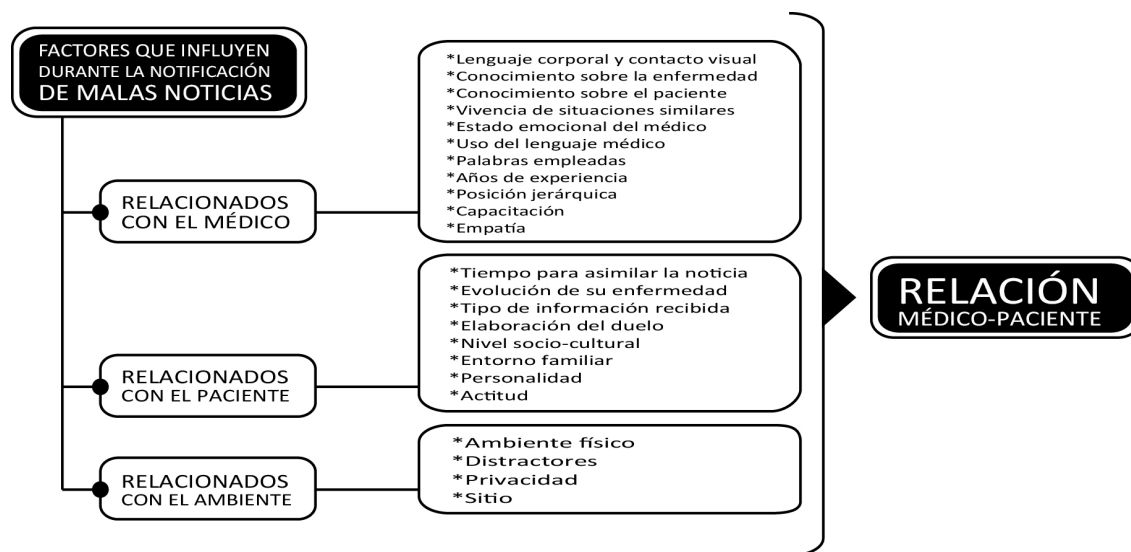 FACTORES QUE INFLUYEN
DURANTE LA NOTIFICACIÓN
DE MALAS NOTICIAS
RELACIONADOS
CON EL MÉDICO
*Lenguaje corporal y contacto visual
*Conocimiento sobre la enfermedad
*Conocimiento sobre el paciente
*Vivencia de situaciones similares
*Estado emocional del médico
*Uso del lenguaje médico
*Palabras empleadas
*Años de experiencia
*Posición jerárquica
*Capacitación
*Empatía
RELACIONADOS
CON EL PACIENTE
*Tiempo para asimilar la noticia
*Evolución de su enfermedad
*Tipo de información recibida
*Elaboración del duelo
*Nivel socio-cultural
*Entorno familiar
*Personalidad
*Actitud
RELACIONADOS
CON EL AMBIENTE
*Ambiente físico
*Distractores
*Privacidad
*Sitio
RELACIÓN
MÉDICO-PACIENTE